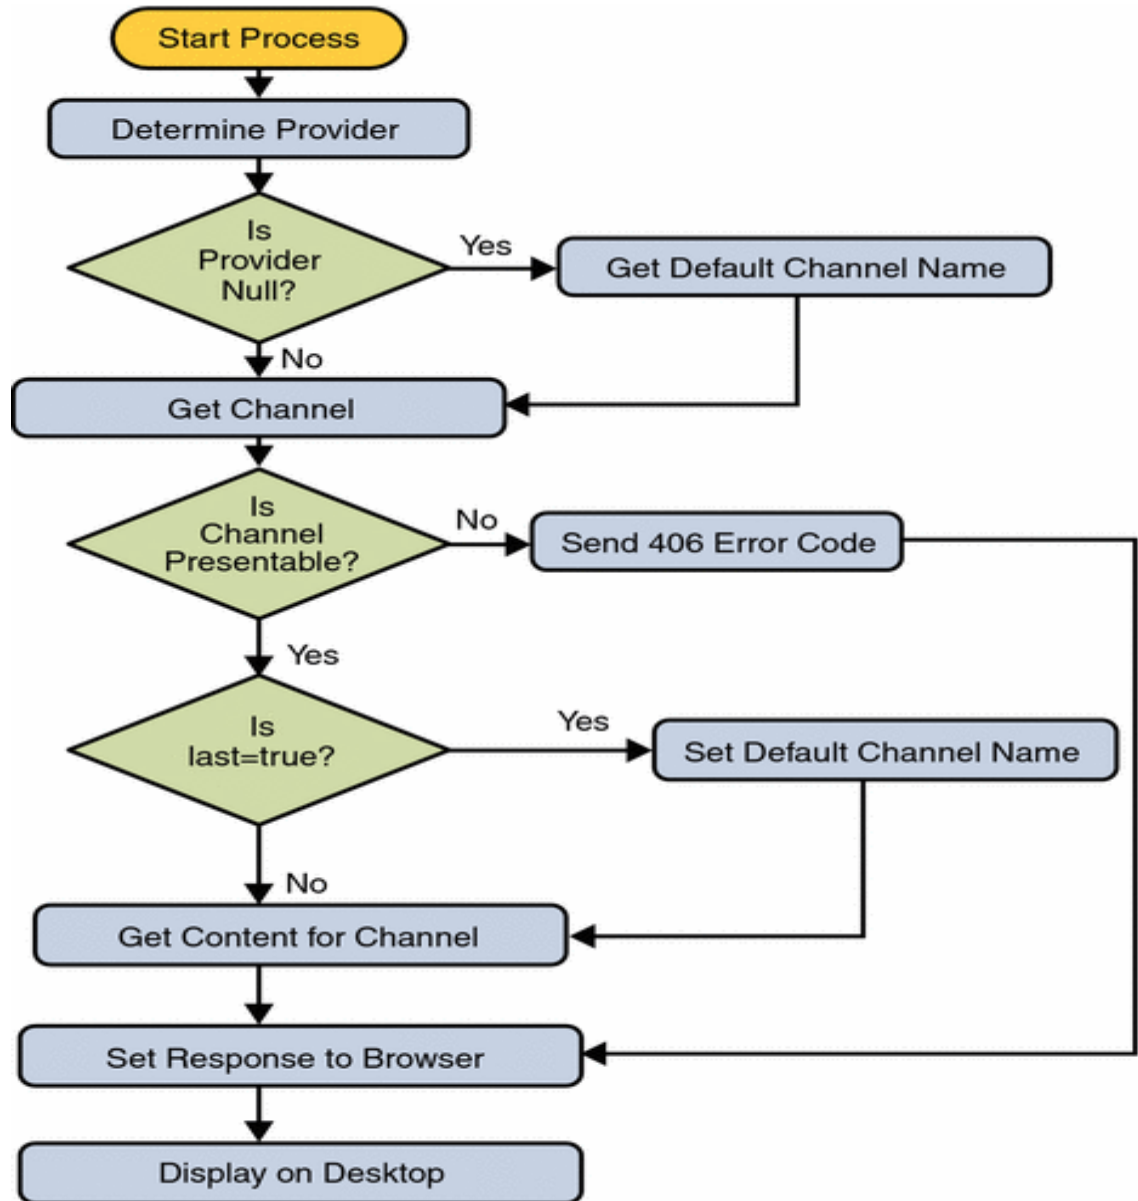 Start Process
Determine Provider
Is
Provider
Null?
Yes
Get Default Channel Name
No
Get Channel
Is
Channel
Presentable?
No
Send 406 Error Code
Yes
Is
last=true?
Yes
Set Default Channel Name
No
Get Content for Channel
Set Response to Browser
Display on Desktop